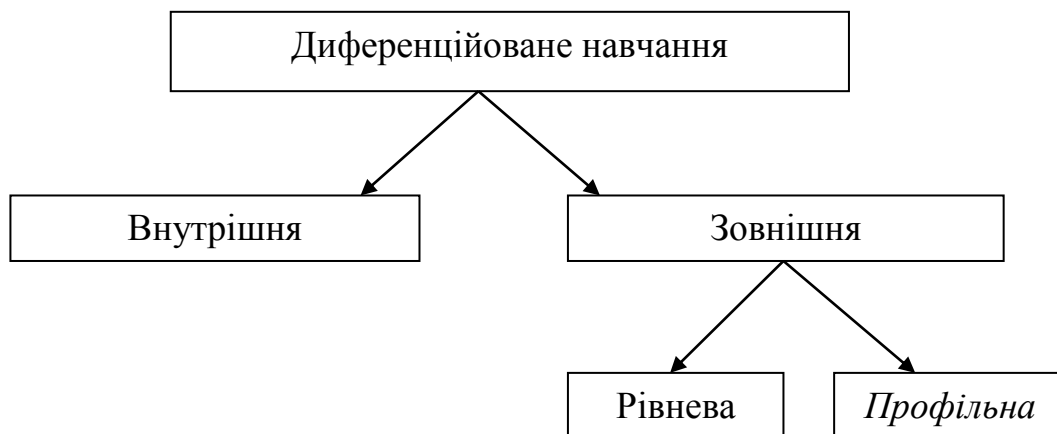 Диференційоване навчання
Внутрішня
Зовнішня
Рівнева
Профільна